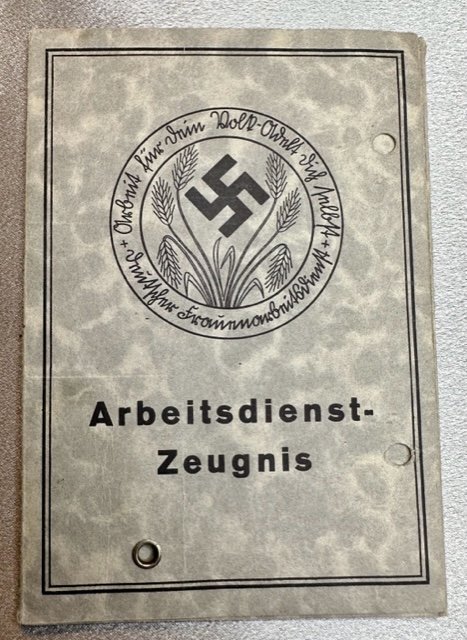 + Arbeit für dein Volk adelt dich selbst +
Deutscher Frauenarbeitsdienst
Arbeitsdienst-
Zeugnis